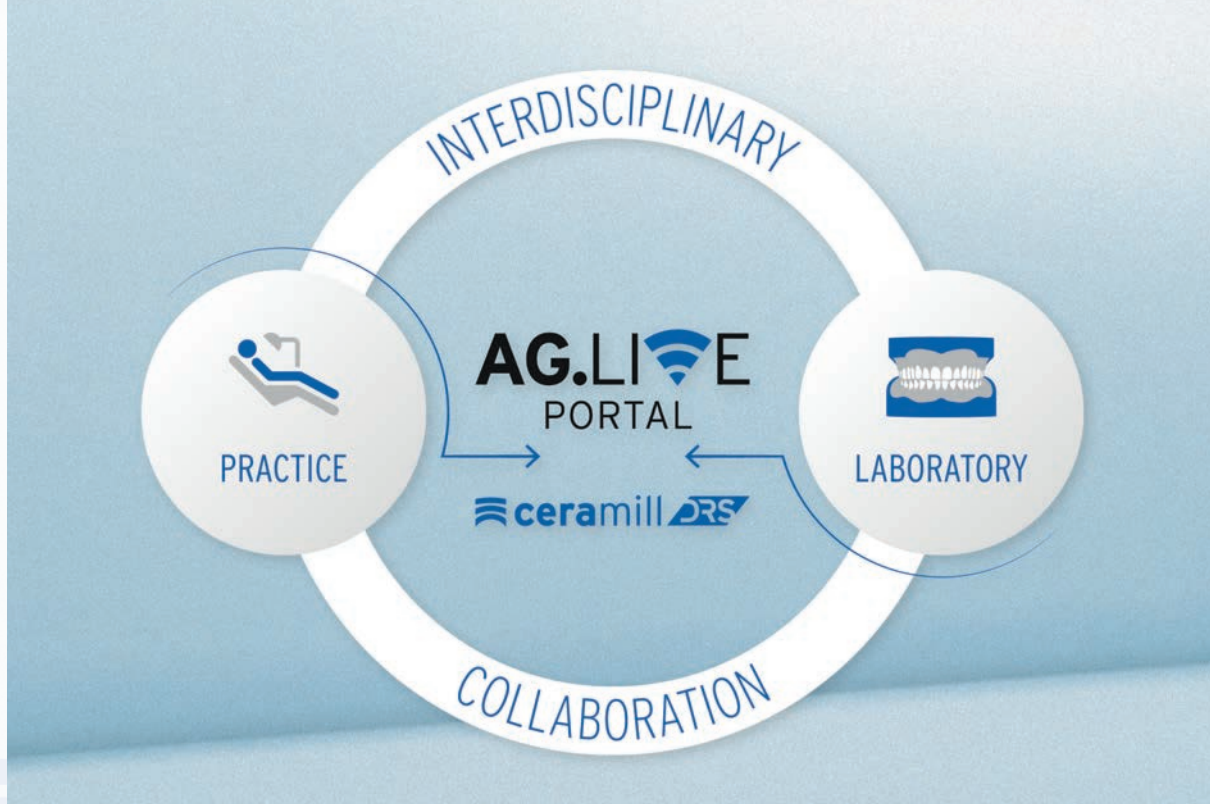 INTERDISCIPLINARY
AG.LIVE
PORTAL
PRACTICE
LABORATORY
ceramill DRS
COLLABORATION